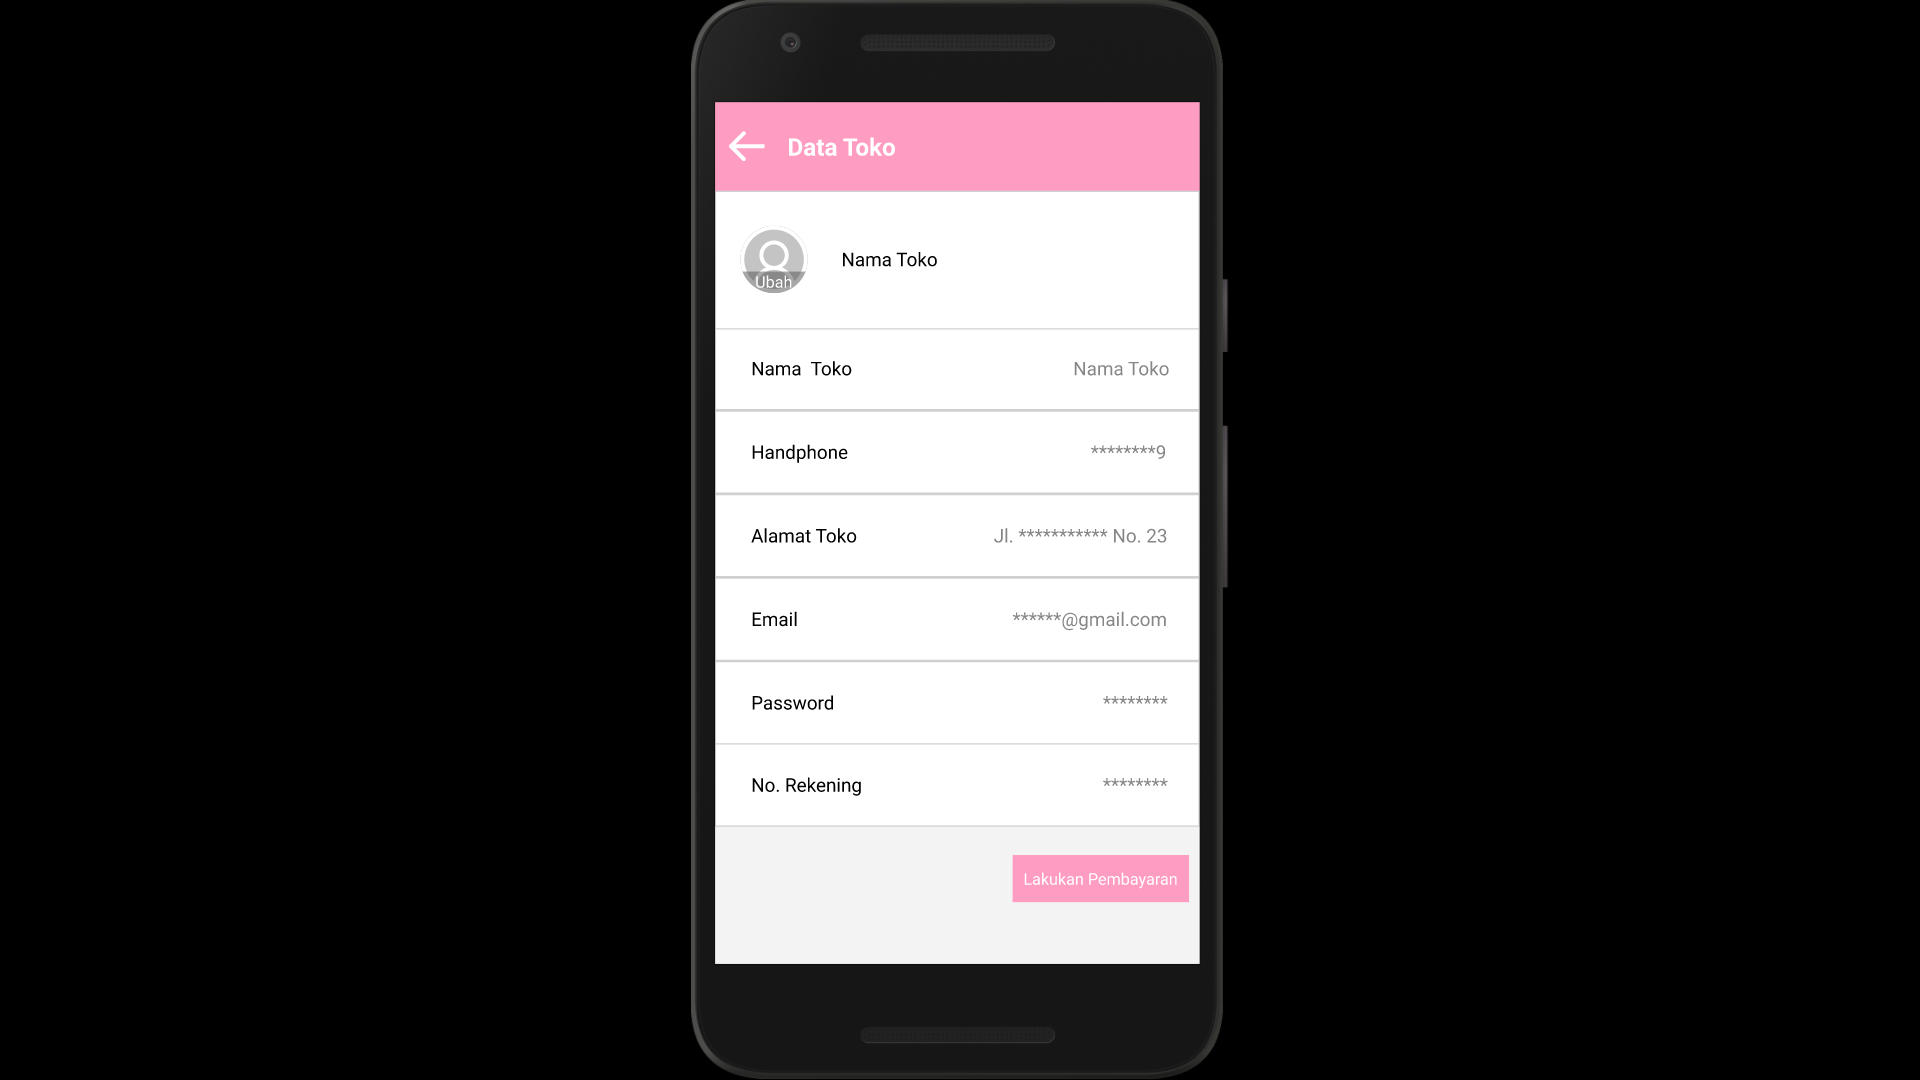 Data Toko
Ubah
Nama Toko
Nama  Toko Nama Toko
Handphone ********9
Alamat Toko Jl. *********** No. 23
Email ******@gmail.com
Password ********
No. Rekening ********
Lakukan Pembayaran